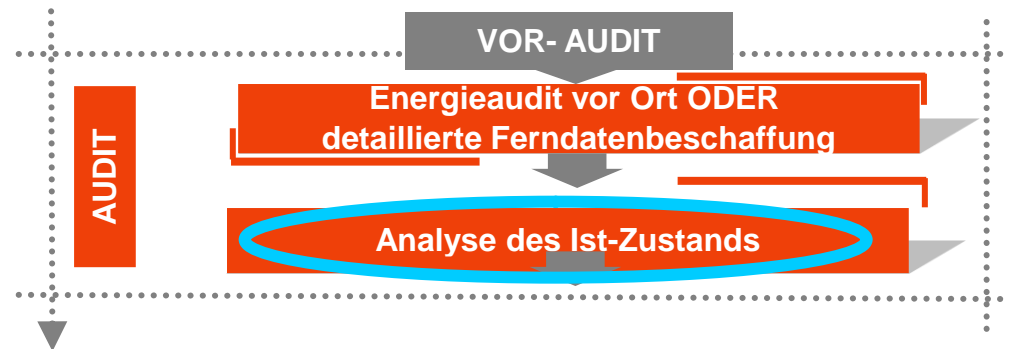 VOR- AUDIT
Energieaudit vor Ort ODER
detaillierte Ferndatenbeschaffung
AUDIT
Analyse des Ist-Zustands